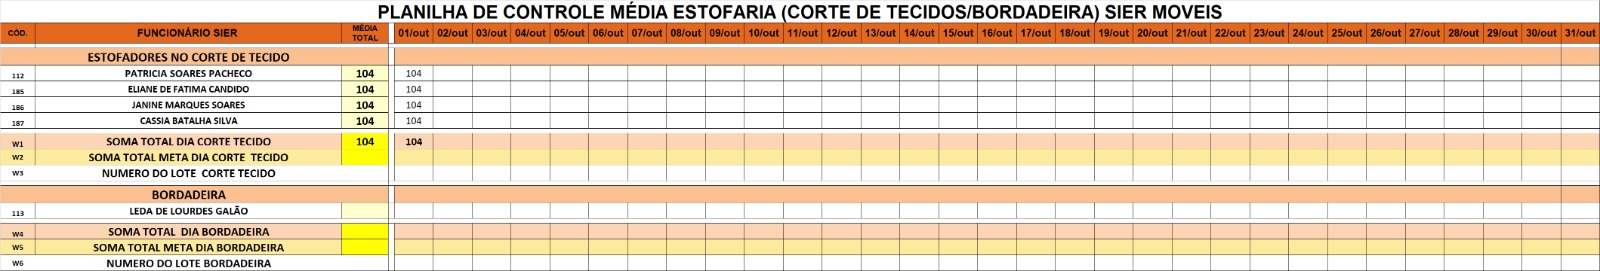 PLANILHA DE CONTROLE MÉDIA ESTOFARIA (CORTE DE TECIDOS/BORDADEIRA) SIER MOVEIS
CÓD. FUNCIONÁRIO SIER MÉDIA TOTAL 01/out 02/out 03/out 04/out 05/out 06/out 07/out 08/out 09/out 10/out 11/out 12/out 13/out 14/out 15/out 16/out 17/out 18/out 19/out 20/out 21/out 22/out 23/out 24/out 25/out 26/out 27/out 28/out 29/out 30/out 31/out
ESTOFADORES NO CORTE DE TECIDO
112 PATRICIA SOARES PACHECO 104 104
185 ELIANE DE FATIMA CANDIDO 104 104
186 JANINE MARQUES SOARES 104 104
187 CASSIA BATALHA SILVA 104 104
W1 SOMA TOTAL DIA CORTE TECIDO 104 104
W2 SOMA TOTAL META DIA CORTE TECIDO
W3 NUMERO DO LOTE CORTE TECIDO
BORDADEIRA
113 LEDA DE LOURDES GALÃO
W4 SOMA TOTAL DIA BORDADEIRA
W5 SOMA TOTAL META DIA BORDADEIRA
W6 NUMERO DO LOTE BORDADEIRA